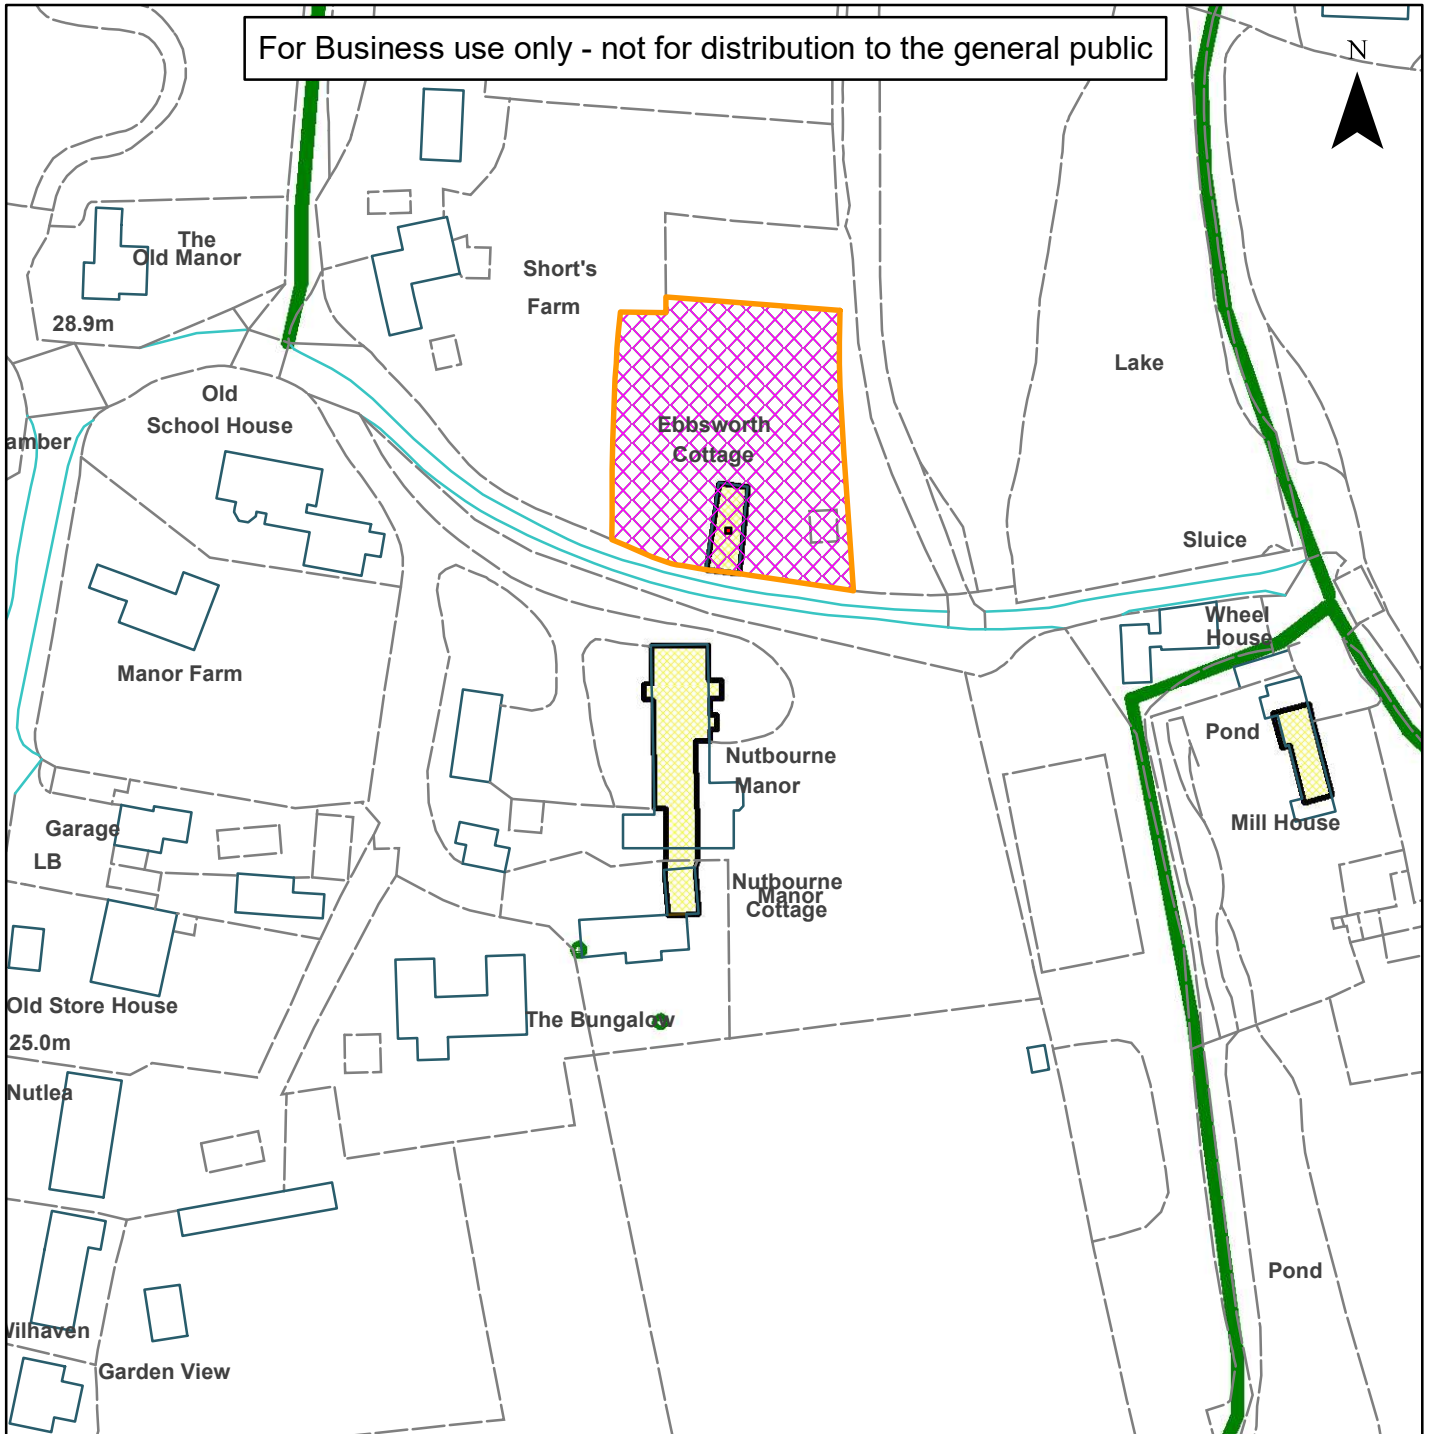 For Business use only - not for distribution to the general public
N
The
Old Manor
Short's
Farm
28.9m
Lake
Old
School House
Ebbsworth
Cottage
amber
Sluice
Wheel
House
Manor Farm
Pond
Nutbourne
Manor
Garage
Mill House
LB
Nutbourne
Manor
Cottage
Old Store House
The Bungalow
25.0m
Nutlea
Pond
Wilhaven
Garden View